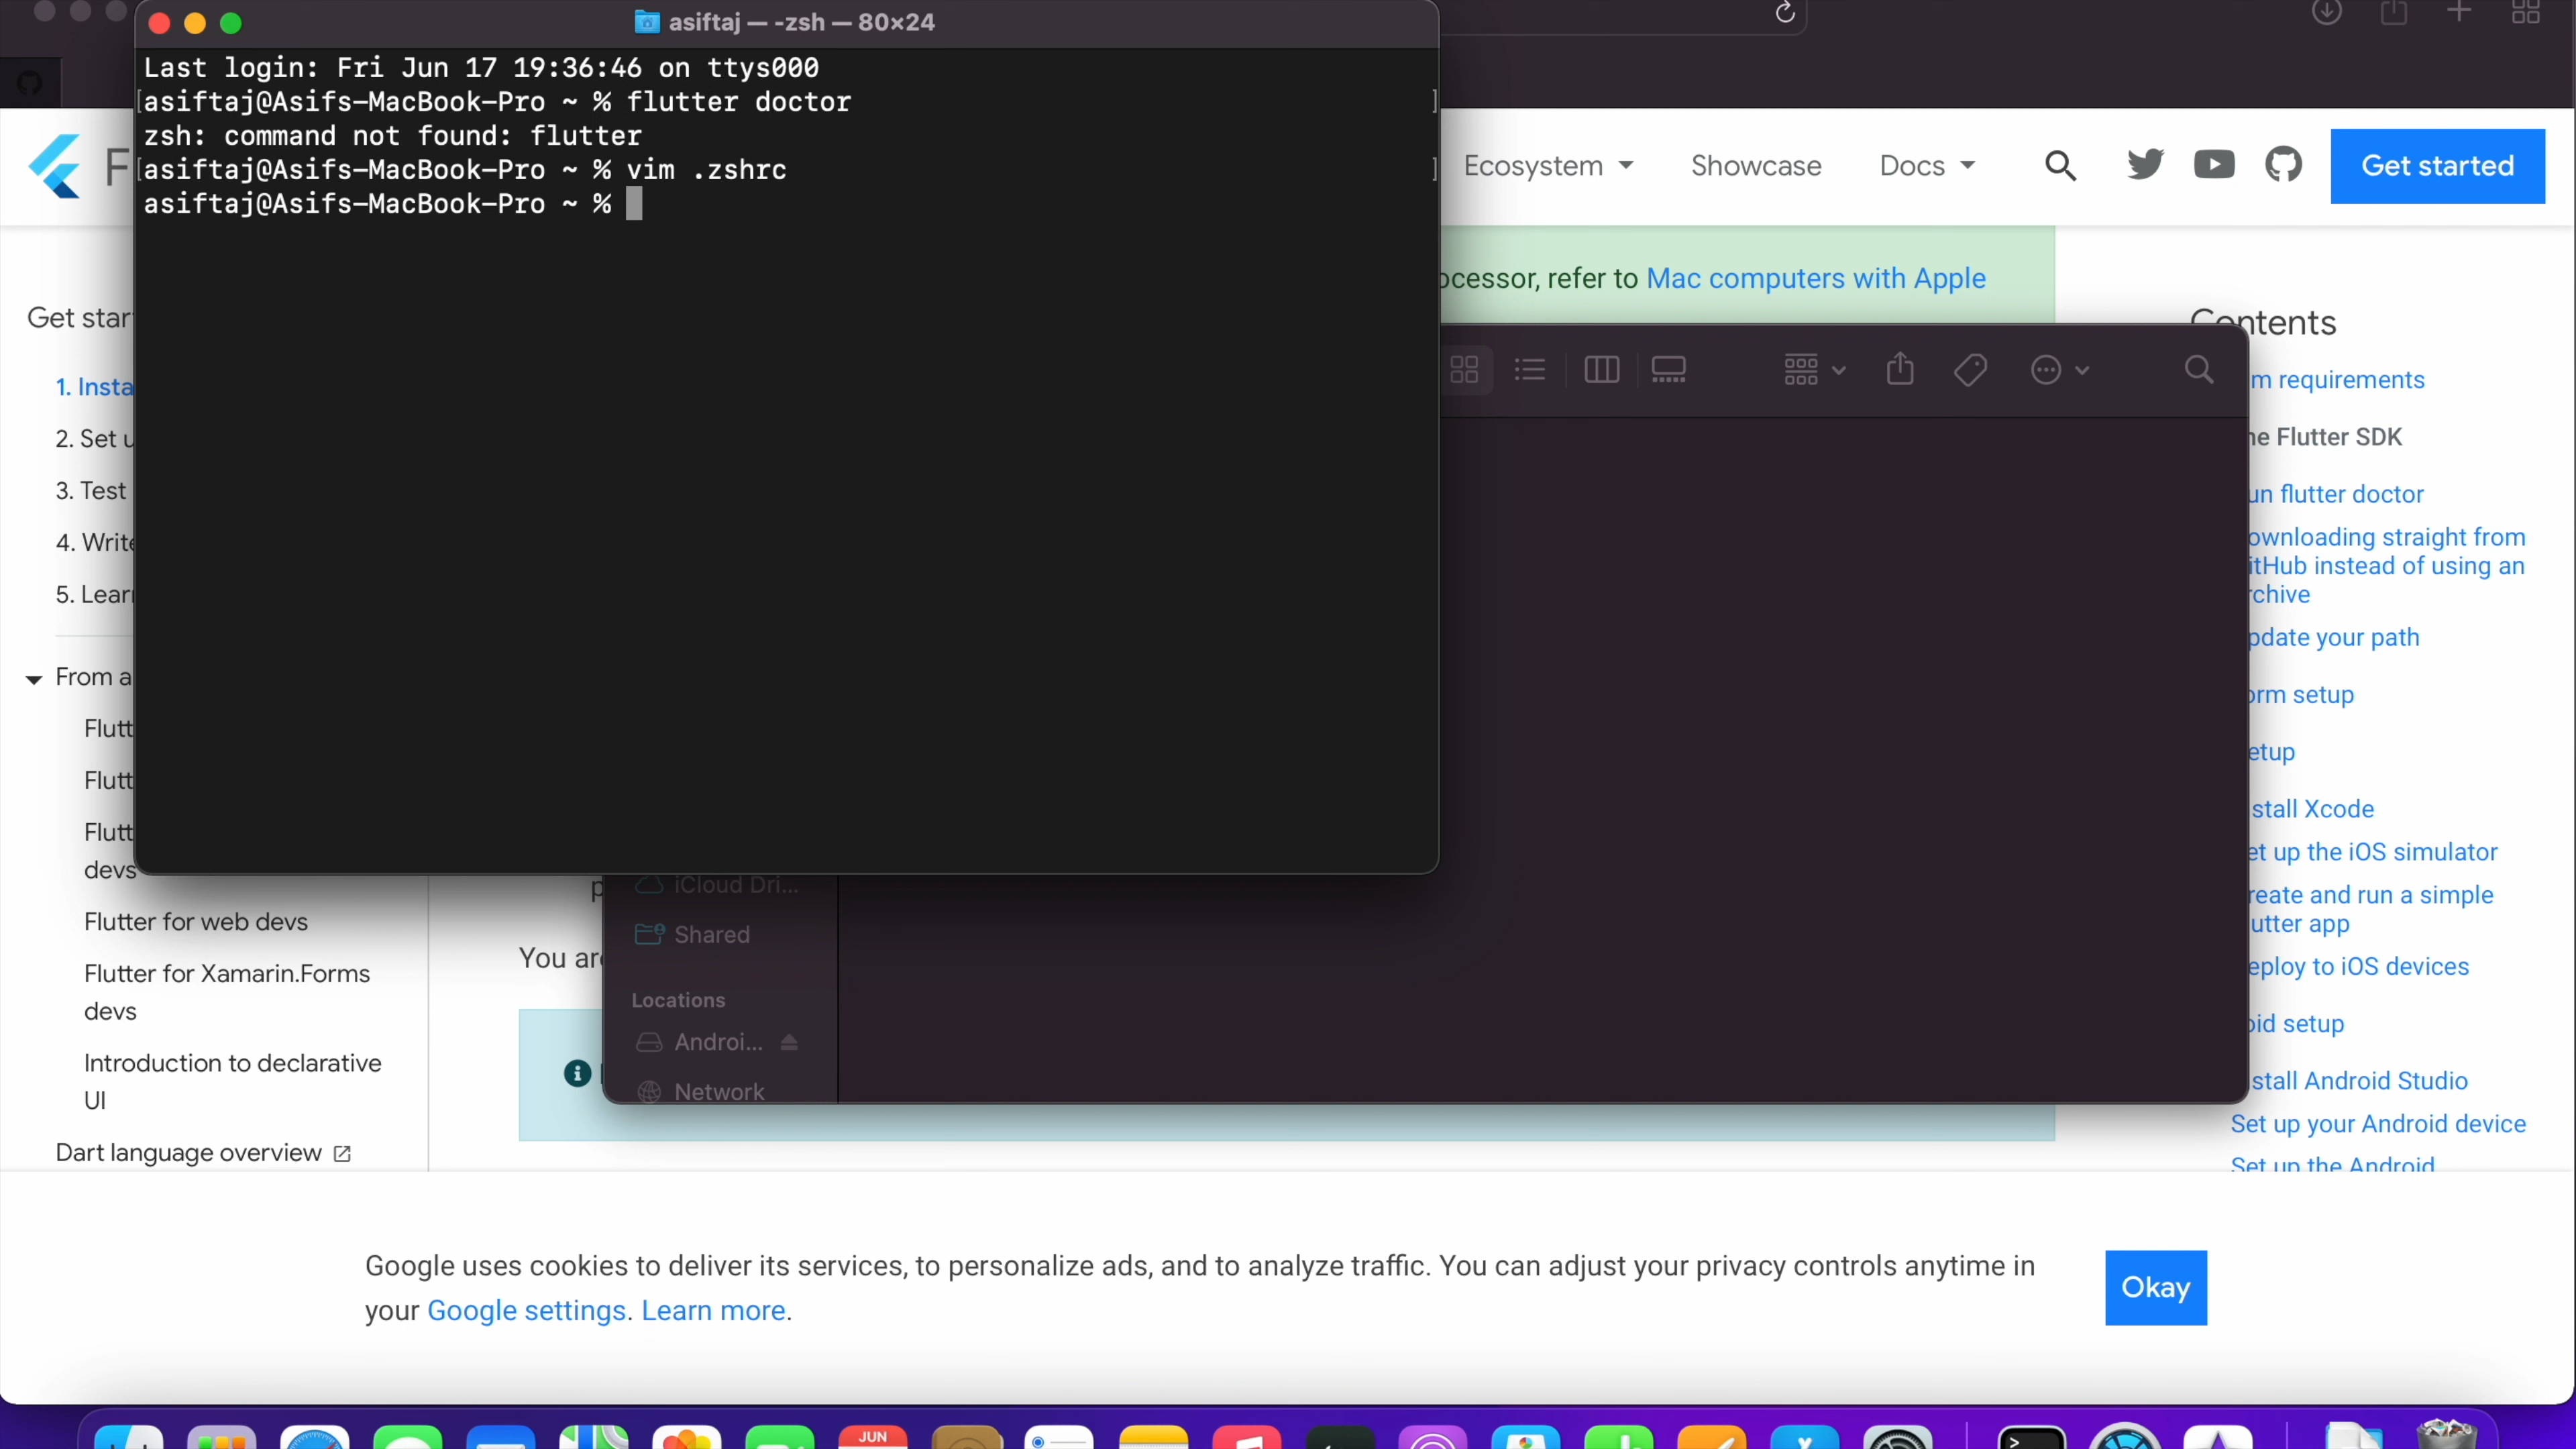 asiftaj — -zsh — 80×24
Last login: Fri Jun 17 19:36:46 on ttys000
asiftaj@Asifs-MacBook-Pro ~ % flutter doctor
zsh: command not found: flutter
asiftaj@Asifs-MacBook-Pro ~ % vim .zshrc
asiftaj@Asifs-MacBook-Pro ~ %
F
Ecosystem
Showcase
Docs
Get started
ocessor, refer to Mac computers with Apple
Get star
1. Insta
2. Set u
3. Test
4. Write
5. Lear
From a
Flutt
Flutt
Flutt
devs
Flutter for web devs
Flutter for Xamarin.Forms
devs
Introduction to declarative
UI
Dart language overview
p
You are
iCloud Dri...
Shared
Locations
Androi...
Network
Contents
m requirements
he Flutter SDK
un flutter doctor
ownloading straight from
itHub instead of using an
rchive
pdate your path
orm setup
etup
stall Xcode
et up the iOS simulator
reate and run a simple
utter app
eploy to iOS devices
oid setup
stall Android Studio
Set up your Android device
Set up the Android
Google uses cookies to deliver its services, to personalize ads, and to analyze traffic. You can adjust your privacy controls anytime in
your Google settings. Learn more.
Okay
JUN